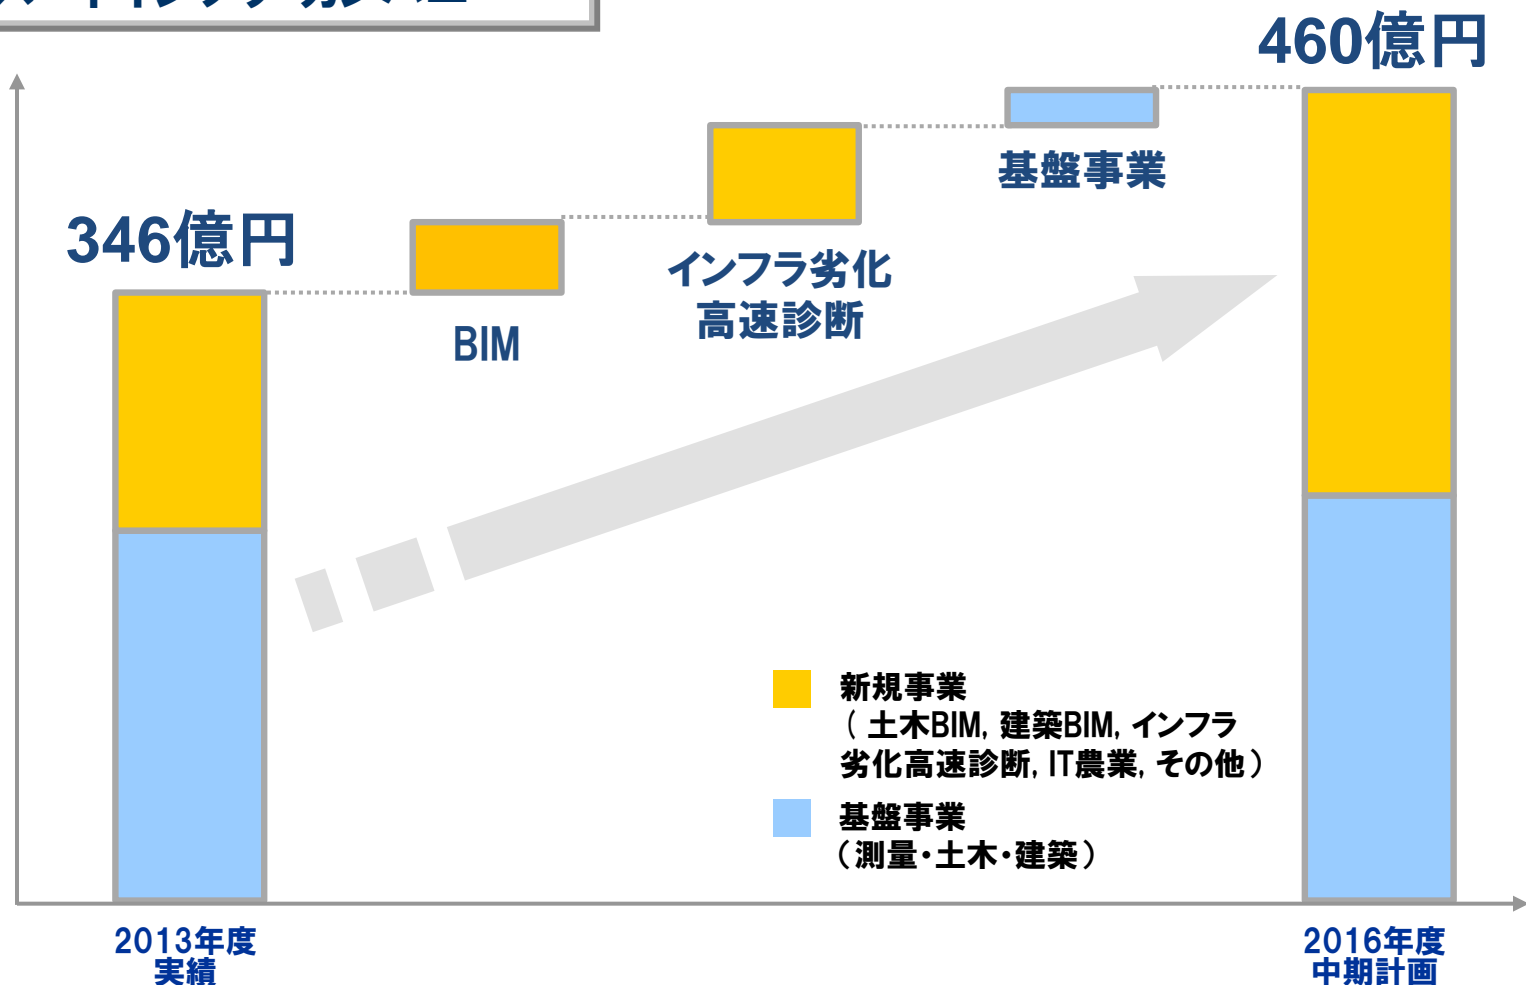 460億円
346億円
基盤事業
インフラ劣化
高速診断
BIM
新規事業
（ 土木BIM, 建築BIM, インフラ
劣化高速診断, IT農業, その他 ）
基盤事業
（ 測量・土木・建築 ）
2013年度
実績
2016年度
中期計画